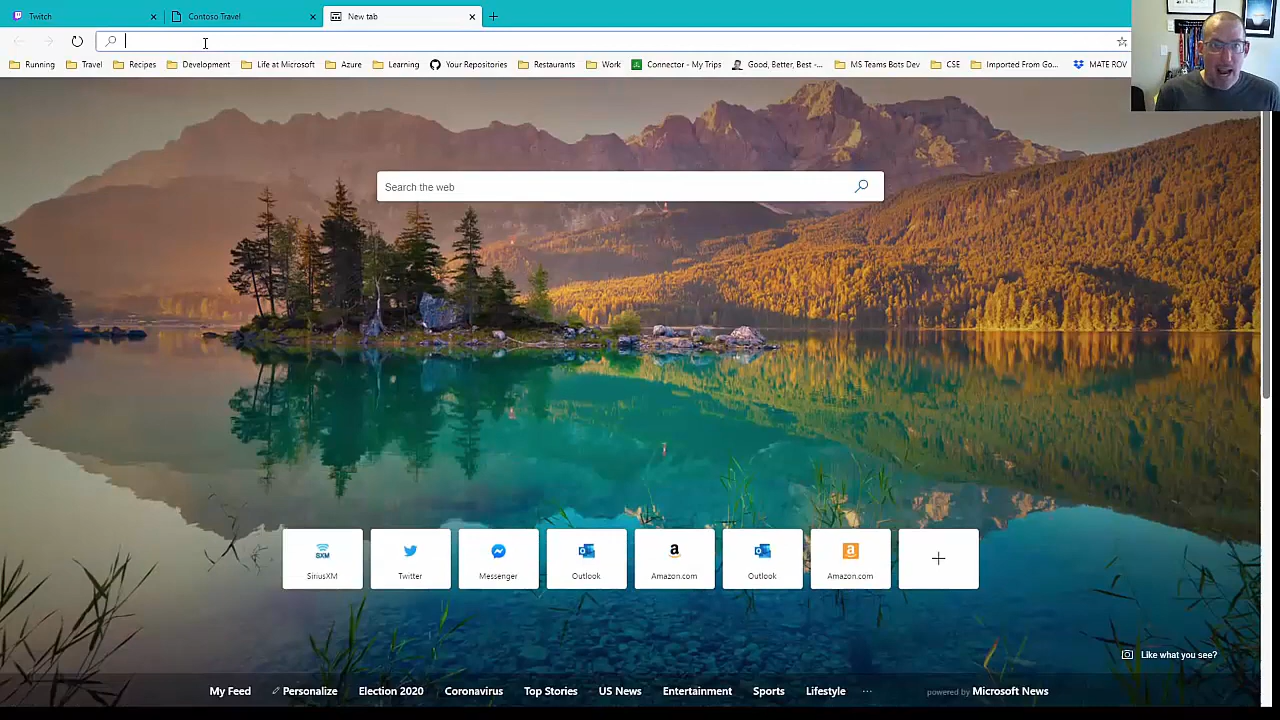 Twitch
Contoso Travel
New tab
Running
Travel
Recipes
Development
Life at Microsoft
Azure
Learning
Your Repositories
Restaurants
Work
Connector - My Trips
Good, Better, Best -...
MS Teams Bots Dev
CSE
Imported From Go...
MATE ROV
Search the web
SXM
SiriusXM
Twitter
Messenger
Outlook
a
Amazon.com
Outlook
a
Amazon.com
Like what you see?
My Feed
Personalize
Election 2020
Coronavirus
Top Stories
US News
Entertainment
Sports
Lifestyle
...
powered by Microsoft News